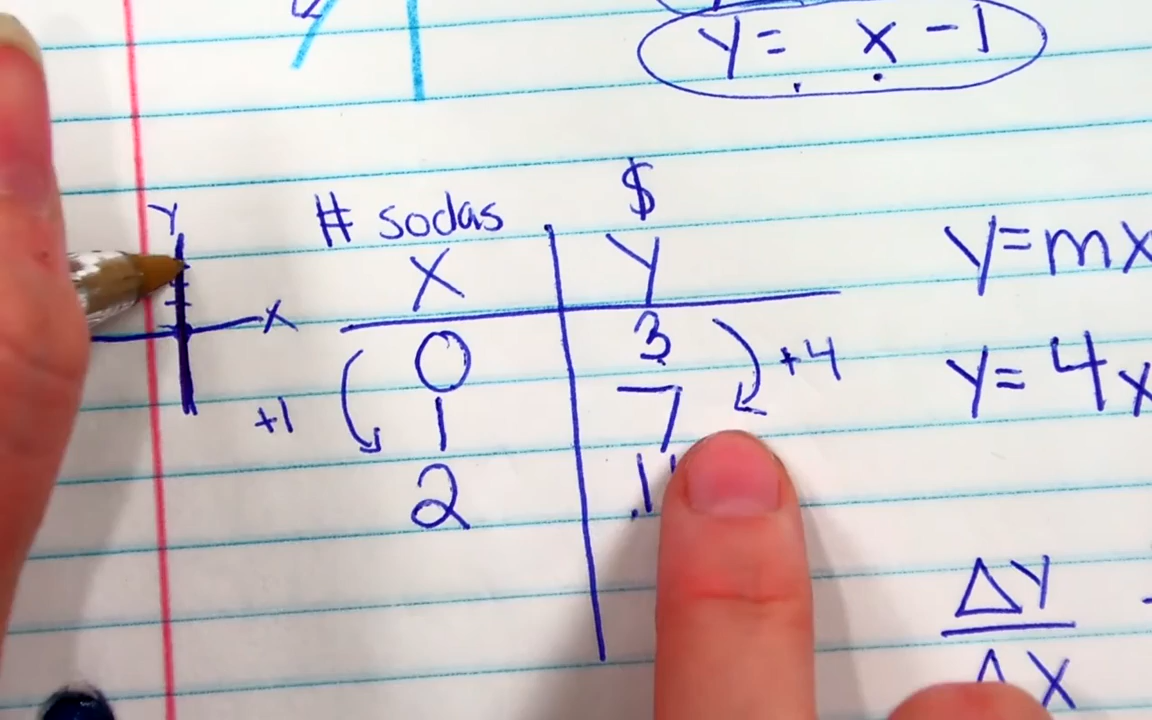 y = x - 1
$
# sodas
Y
X Y
y = mx
X
0 3
+4
y = 4x
+1
1 7
2
ΔY
ΔX